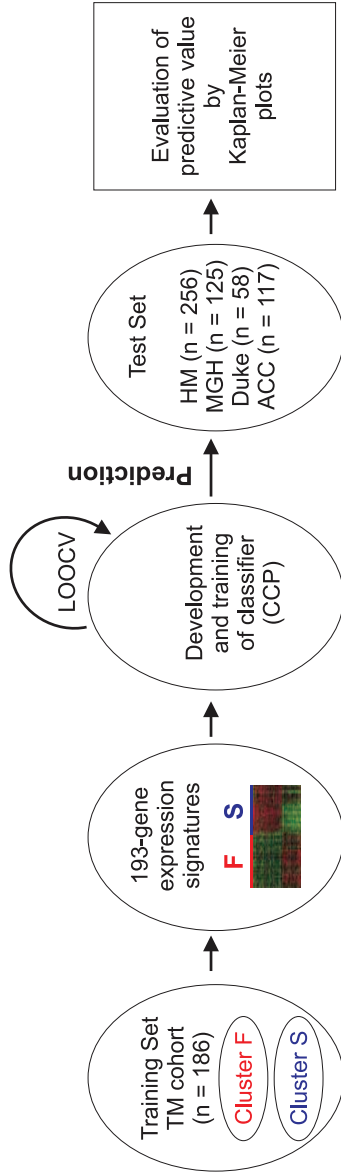 Training Set
TM cohort
(n = 186)
Cluster F
Cluster S
193-gene
expression
signatures
F S
LOOCV
Development
and training
of classifier
(CCP)
Prediction
Test Set
HM (n = 256)
MGH (n = 125)
Duke (n = 58)
ACC (n = 117)
Evaluation of
predictive value
by
Kaplan-Meier
plots